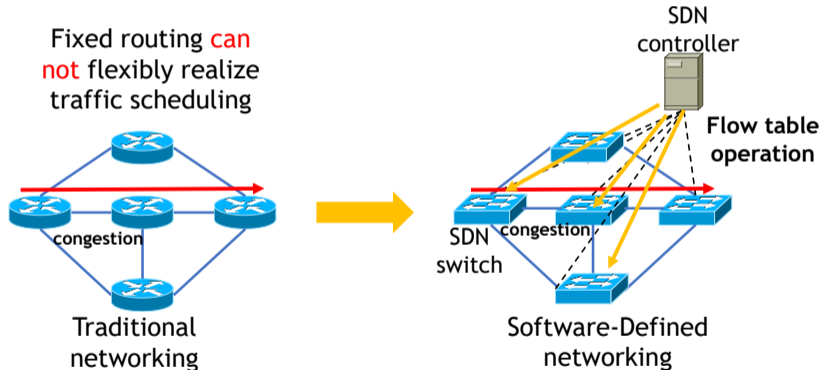 Fixed routing can
not flexibly realize
traffic scheduling
congestion
Traditional
networking
SDN
controller
Flow table
operation
congestion
SDN
switch
Software-Defined
networking